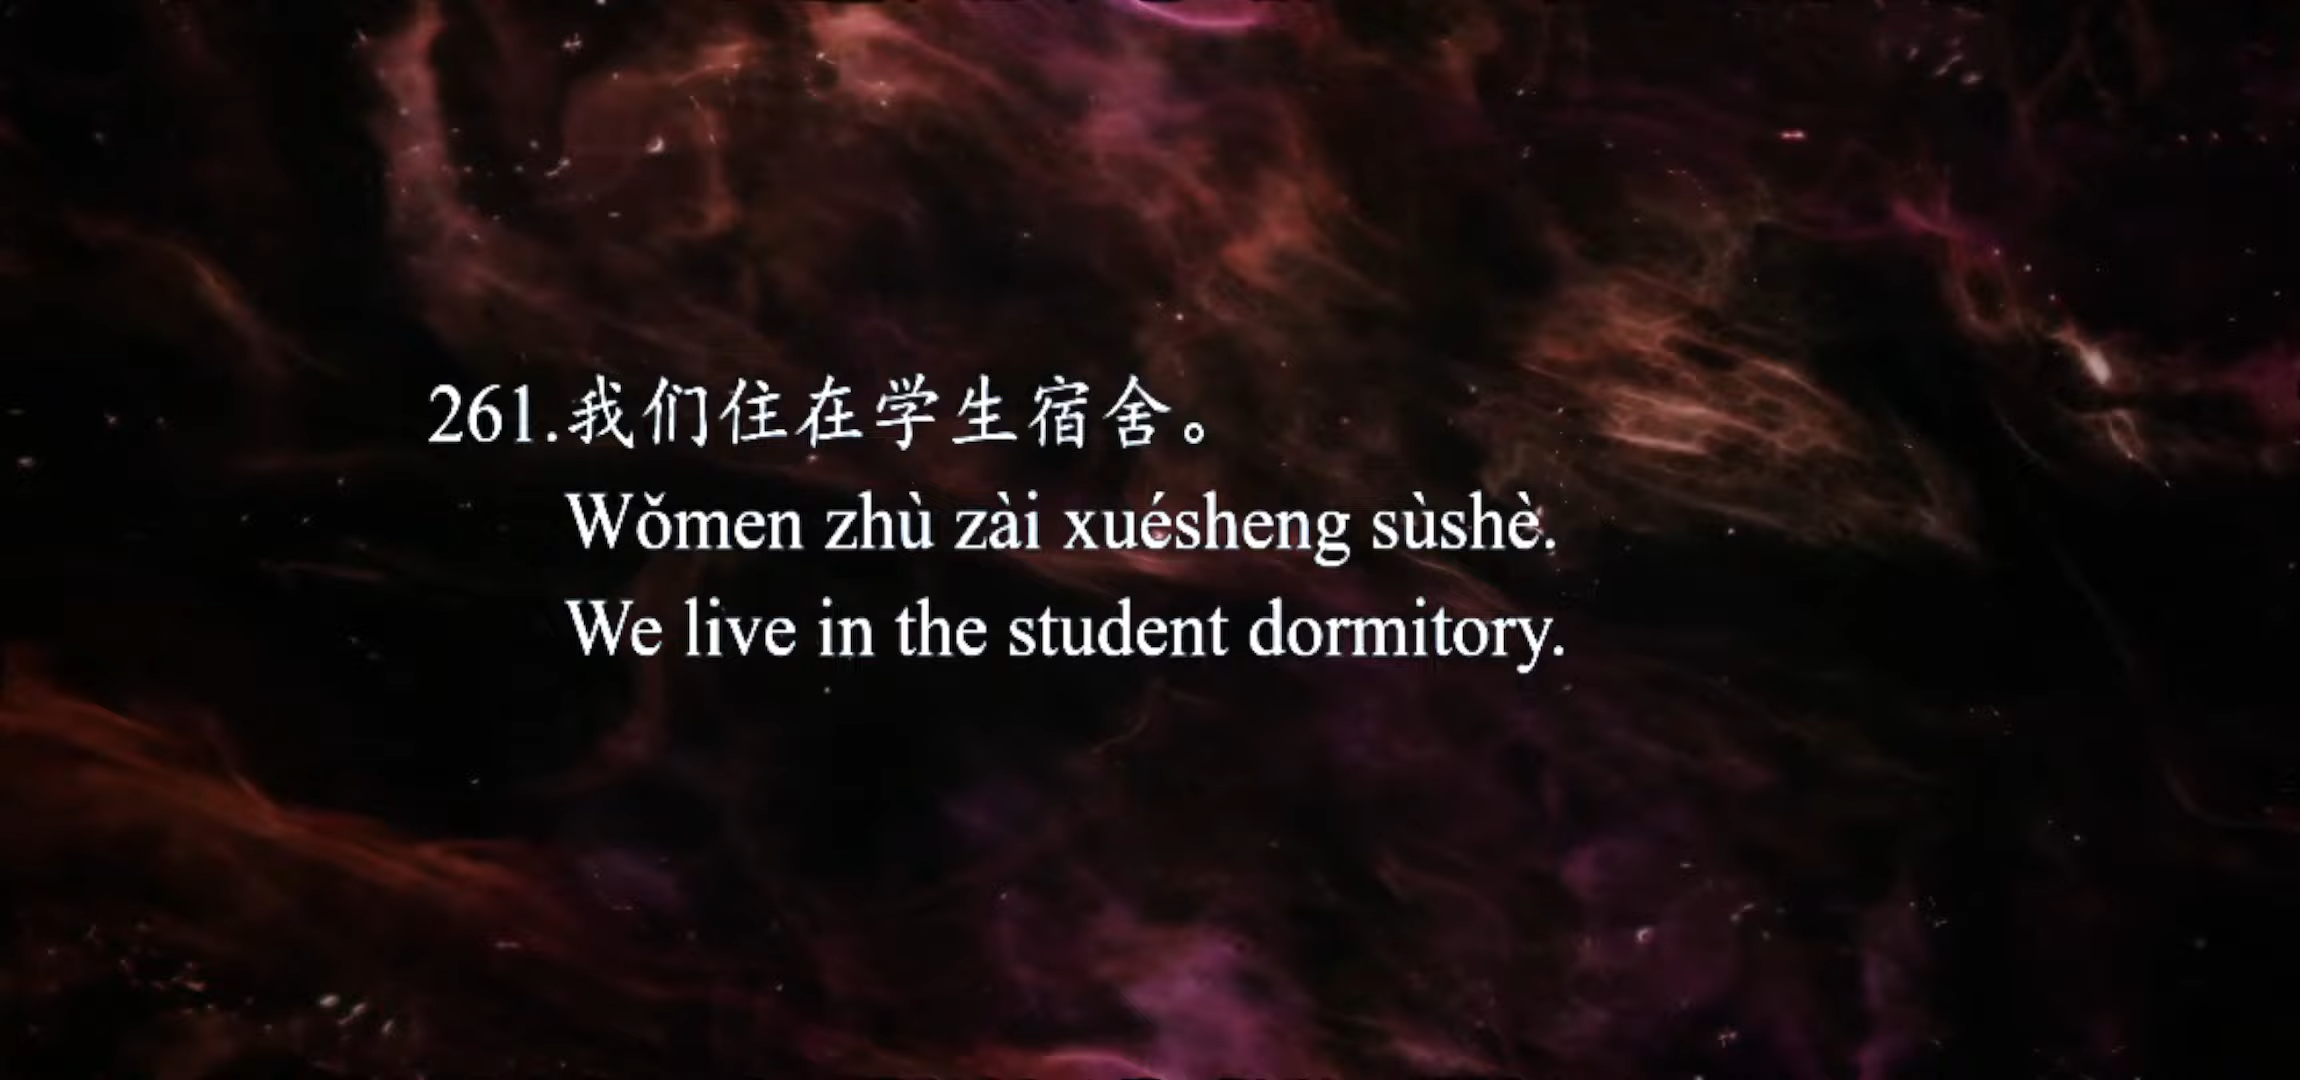 261.我们住在学生宿舍。
Wǒmen zhù zài xuésheng sùshè.
We live in the student dormitory.